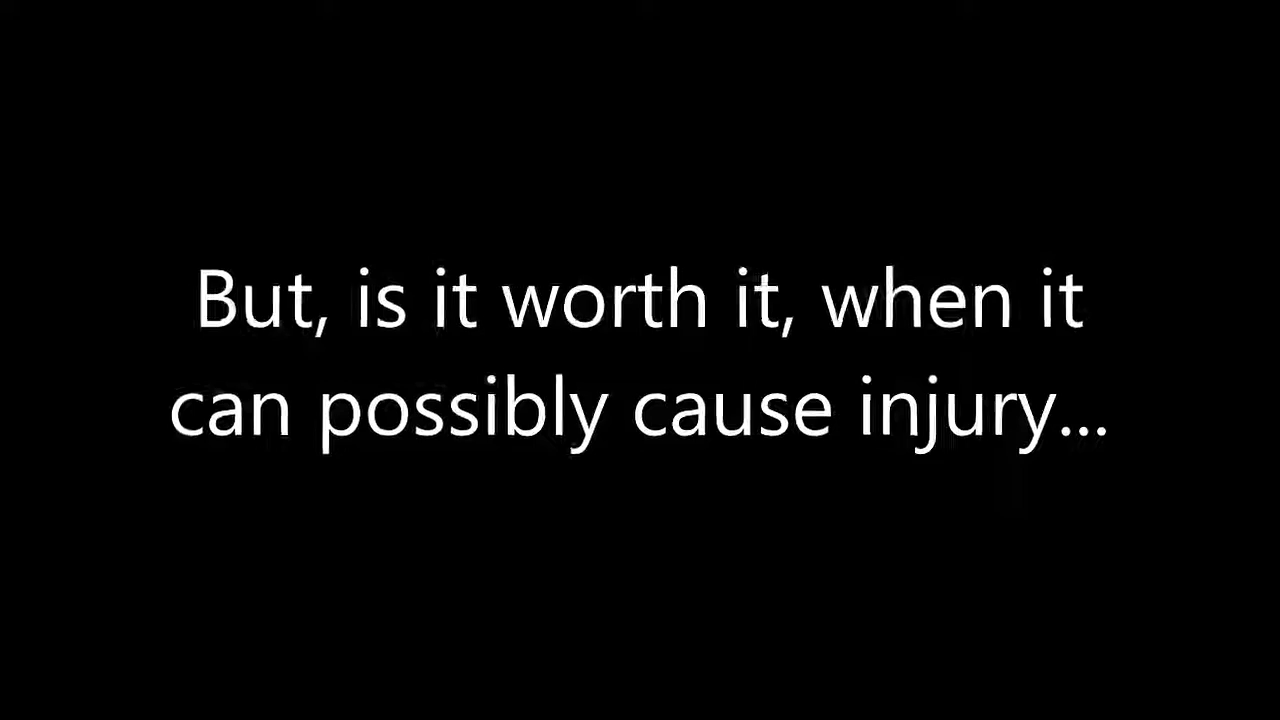 But, is it worth it, when it
can possibly cause injury...